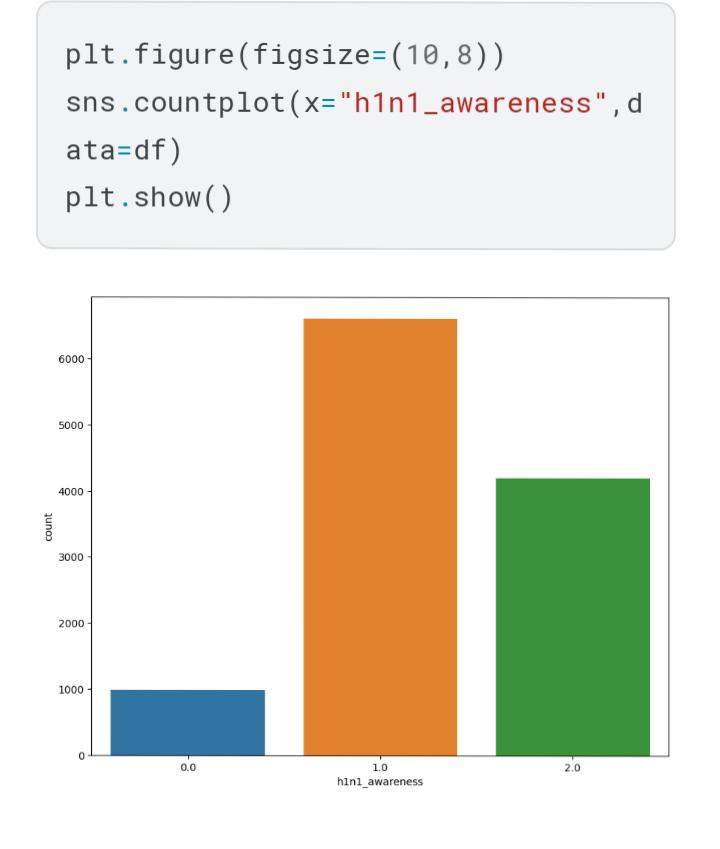 plt.figure(figsize=(10,8))
sns.countplot(x="h1n1_awareness",d
ata=df)
plt.show()
6000
5000
4000
3000
2000
1000
0
count
0.0 1.0 2.0
h1n1_awareness